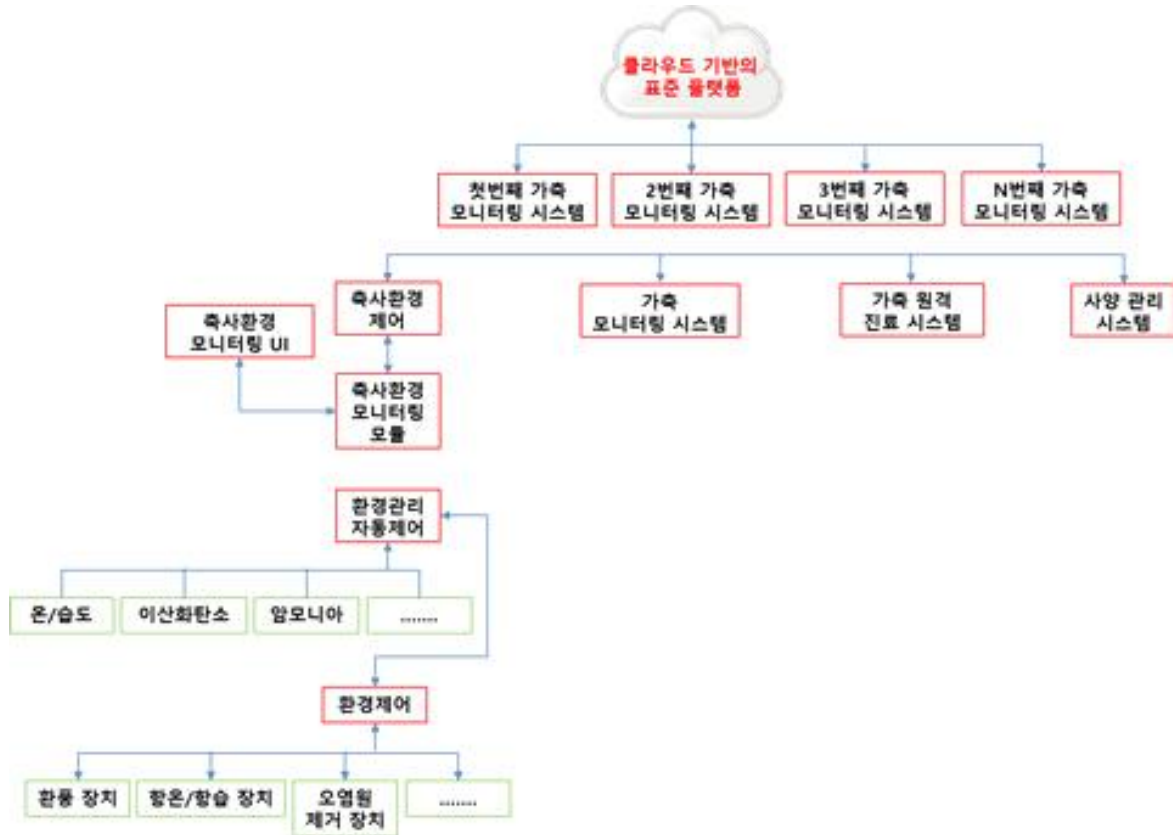 클라우드 기반의
표준 플랫폼
첫번째 가축
모니터링 시스템
2번째 가축
모니터링 시스템
3번째 가축
모니터링 시스템
N번째 가축
모니터링 시스템
축사환경
제어
가축
모니터링 시스템
가축 원격
진료 시스템
사양 관리
시스템
축사환경
모니터링 UI
축사환경
모니터링
모듈
환경관리
자동제어
온/습도
이산화탄소
암모니아
........
환경제어
환풍 장치
항온/항습 장치
오염원
제거 장치
........